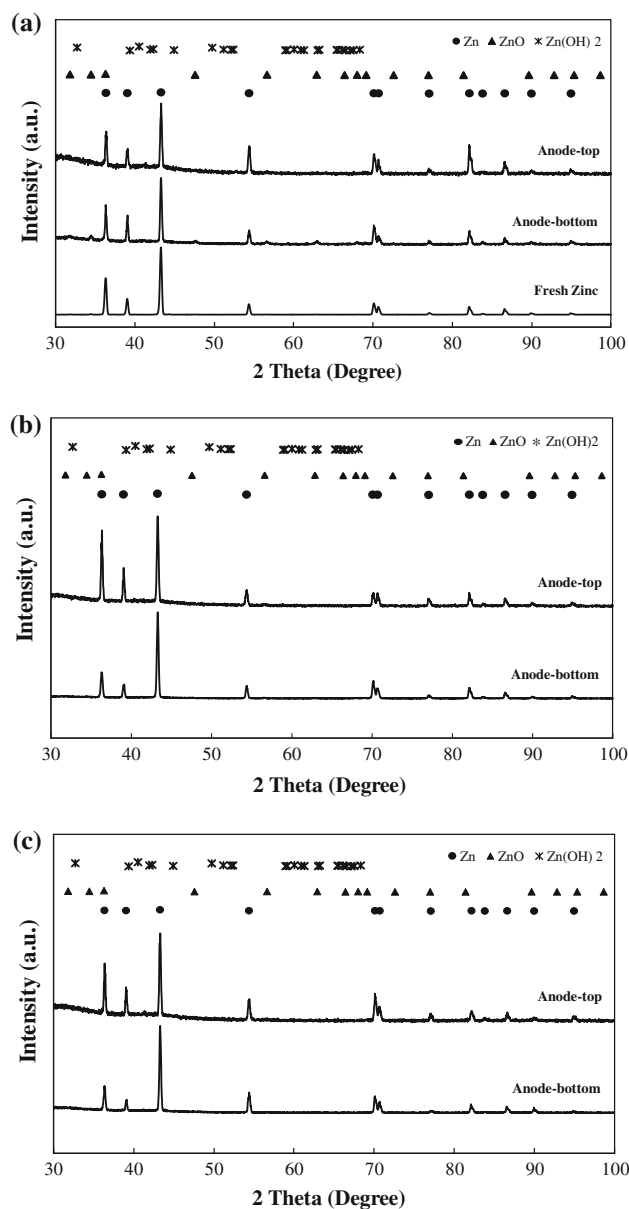 (a)
Zn ZnO Zn(OH) 2
Anode-top
Anode-bottom
Fresh Zinc
Intensity (a.u.)
30 40 50 60 70 80 90 100
2 Theta (Degree)
(b)
Zn ZnO Zn(OH)2
Anode-top
Anode-bottom
Intensity (a.u.)
30 40 50 60 70 80 90 100
2 Theta (Degree)
(c)
Zn ZnO Zn(OH) 2
Anode-top
Anode-bottom
Intensity (a.u.)
30 40 50 60 70 80 90 100
2 Theta (Degree)